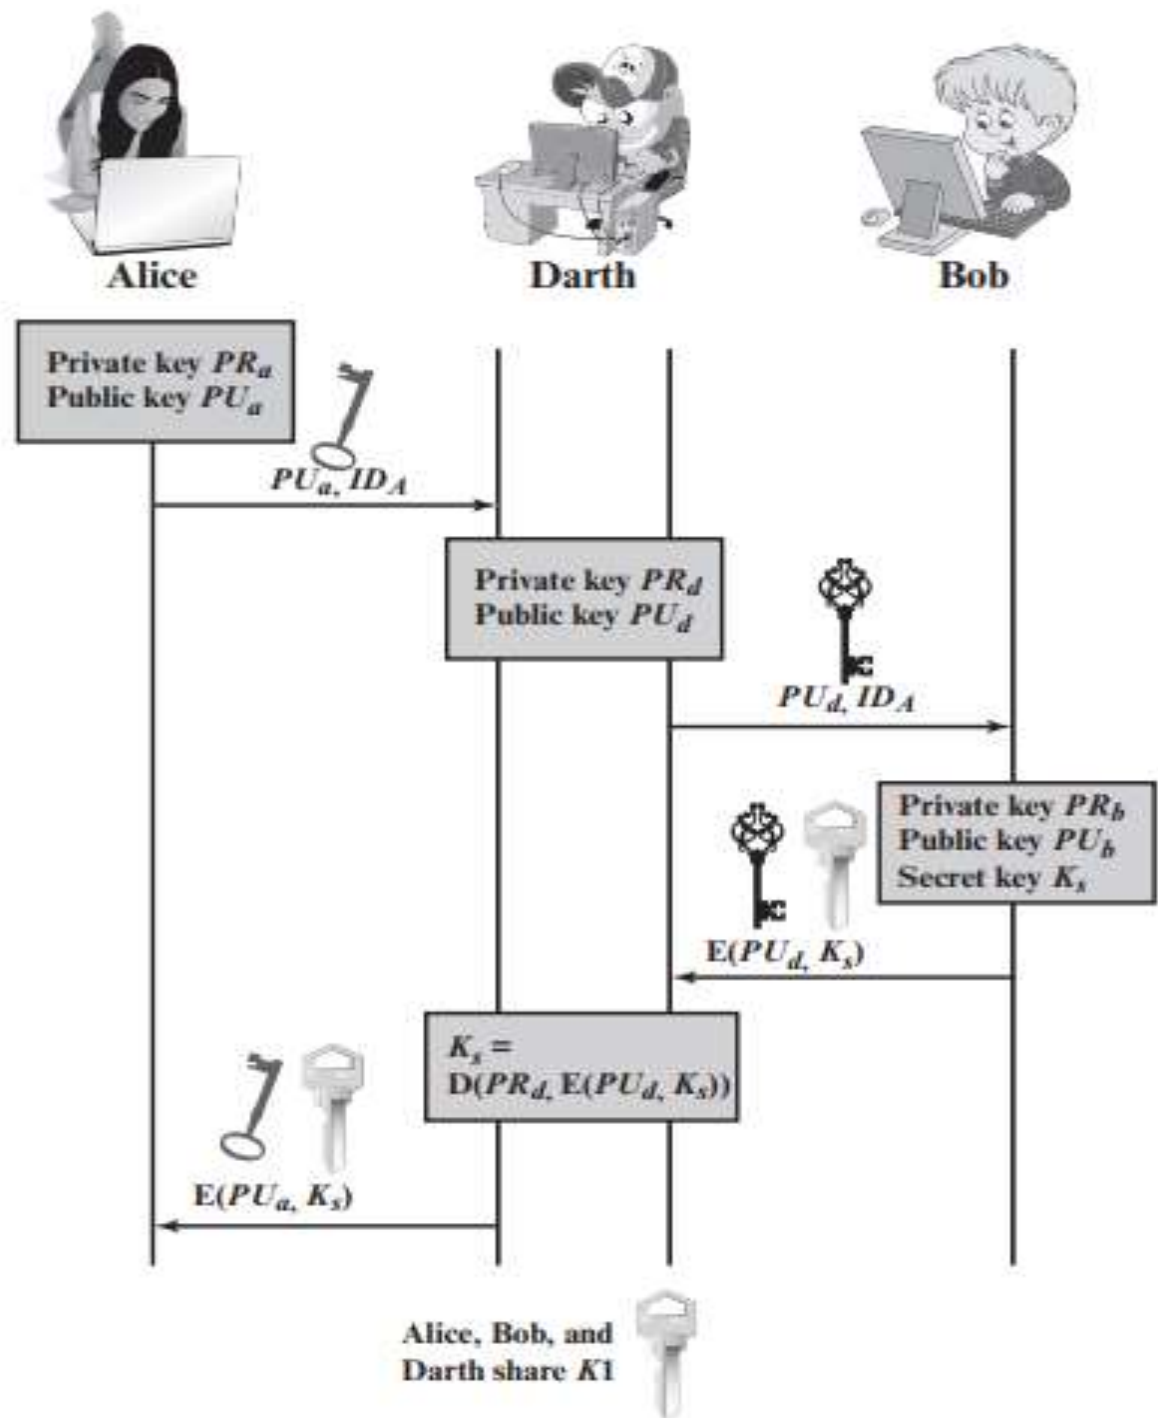 Alice
Darth
Bob
Private key PRa
Public key PUa
PUa, IDA
Private key PRd
Public key PUd
PUd, IDA
Private key PRb
Public key PUb
Secret key Ks
E(PUd, Ks)
Ks =
D(PRd, E(PUd, Ks))
E(PUa, Ks)
Alice, Bob, and
Darth share K1